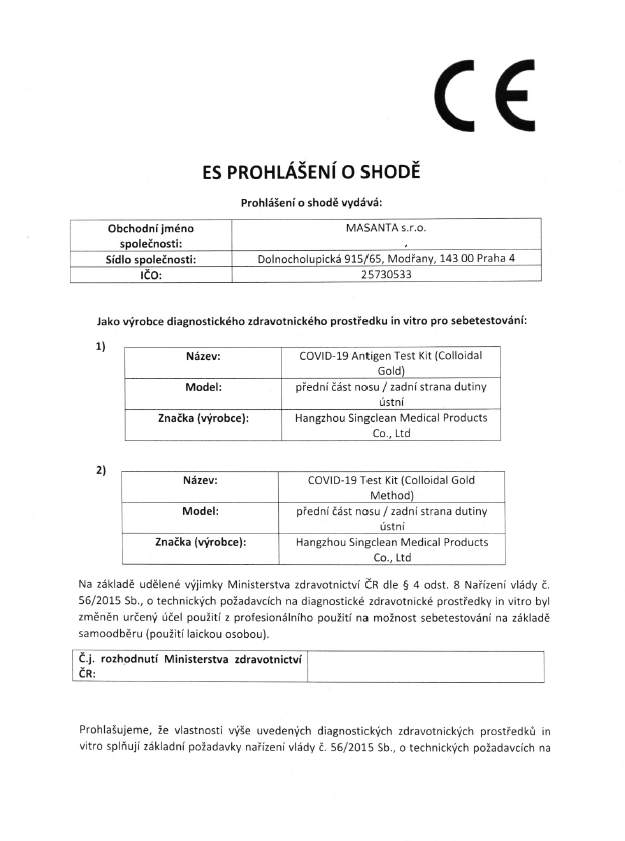 CE
ES PROHLÁŠENÍ O SHODĚ
Prohlášení o shodě vydává:
Obchodní jméno
společnosti:
MASANTA s.r.o.
Sídlo společnosti:
Dolnocholupická 915/65, Modřany, 143 00 Praha 4
IČO:
25730533
Jako výrobce diagnostického zdravotnického prostředku in vitro pro sebetestování:
1)
Název:
COVID-19 Antigen Test Kit (Colloidal
Gold)
Model:
přední část nosu / zadní strana dutiny
ústní
Značka (výrobce):
Hangzhou Singclean Medical Products
Co., Ltd
2)
Název:
COVID-19 Test Kit (Colloidal Gold
Method)
Model:
přední část nosu / zadní strana dutiny
ústní
Značka (výrobce):
Hangzhou Singclean Medical Products
Co., Ltd
Na základě udělené výjimky Ministerstva zdravotnictví ČR dle § 4 odst. 8 Nařízení vlády č.
56/2015 Sb., o technických požadavcích na diagnostické zdravotnické prostředky in vitro byl
změněn určený účel použití z profesionálního použití na možnost sebetestování na základě
samoodběru (použití laickou osobou).
Č.j. rozhodnutí Ministerstva zdravotnictví
ČR:
Prohlašujeme, že vlastnosti výše uvedených diagnostických zdravotnických prostředků in
vitro splňují základní požadavky nařízení vlády č. 56/2015 Sb., o technických požadavcích na